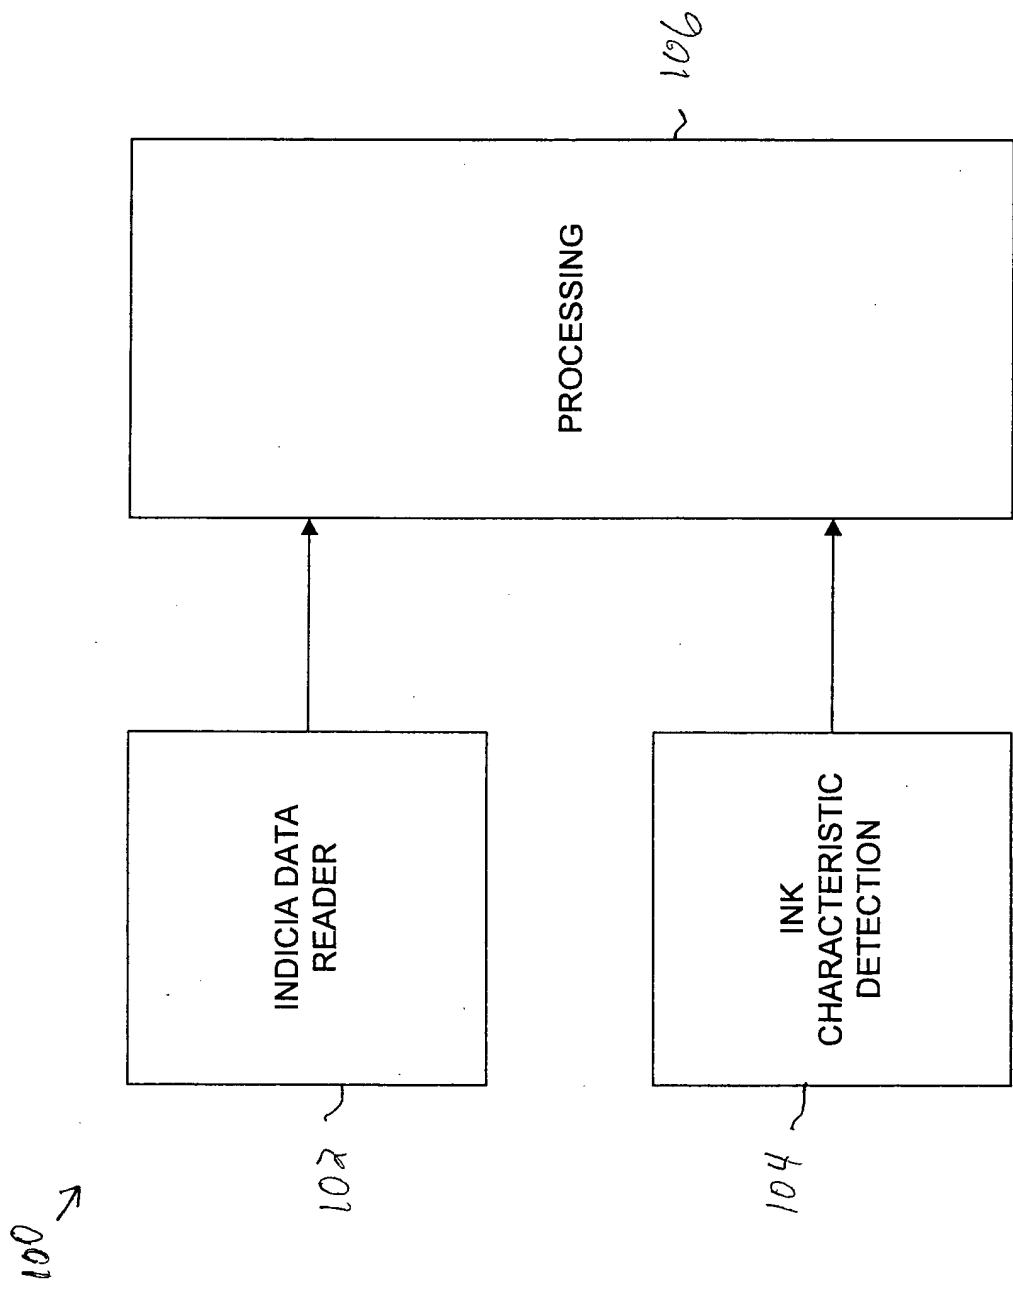 100
102
INDICIA DATA
READER
104
INK
CHARACTERISTIC
DETECTION
PROCESSING
106